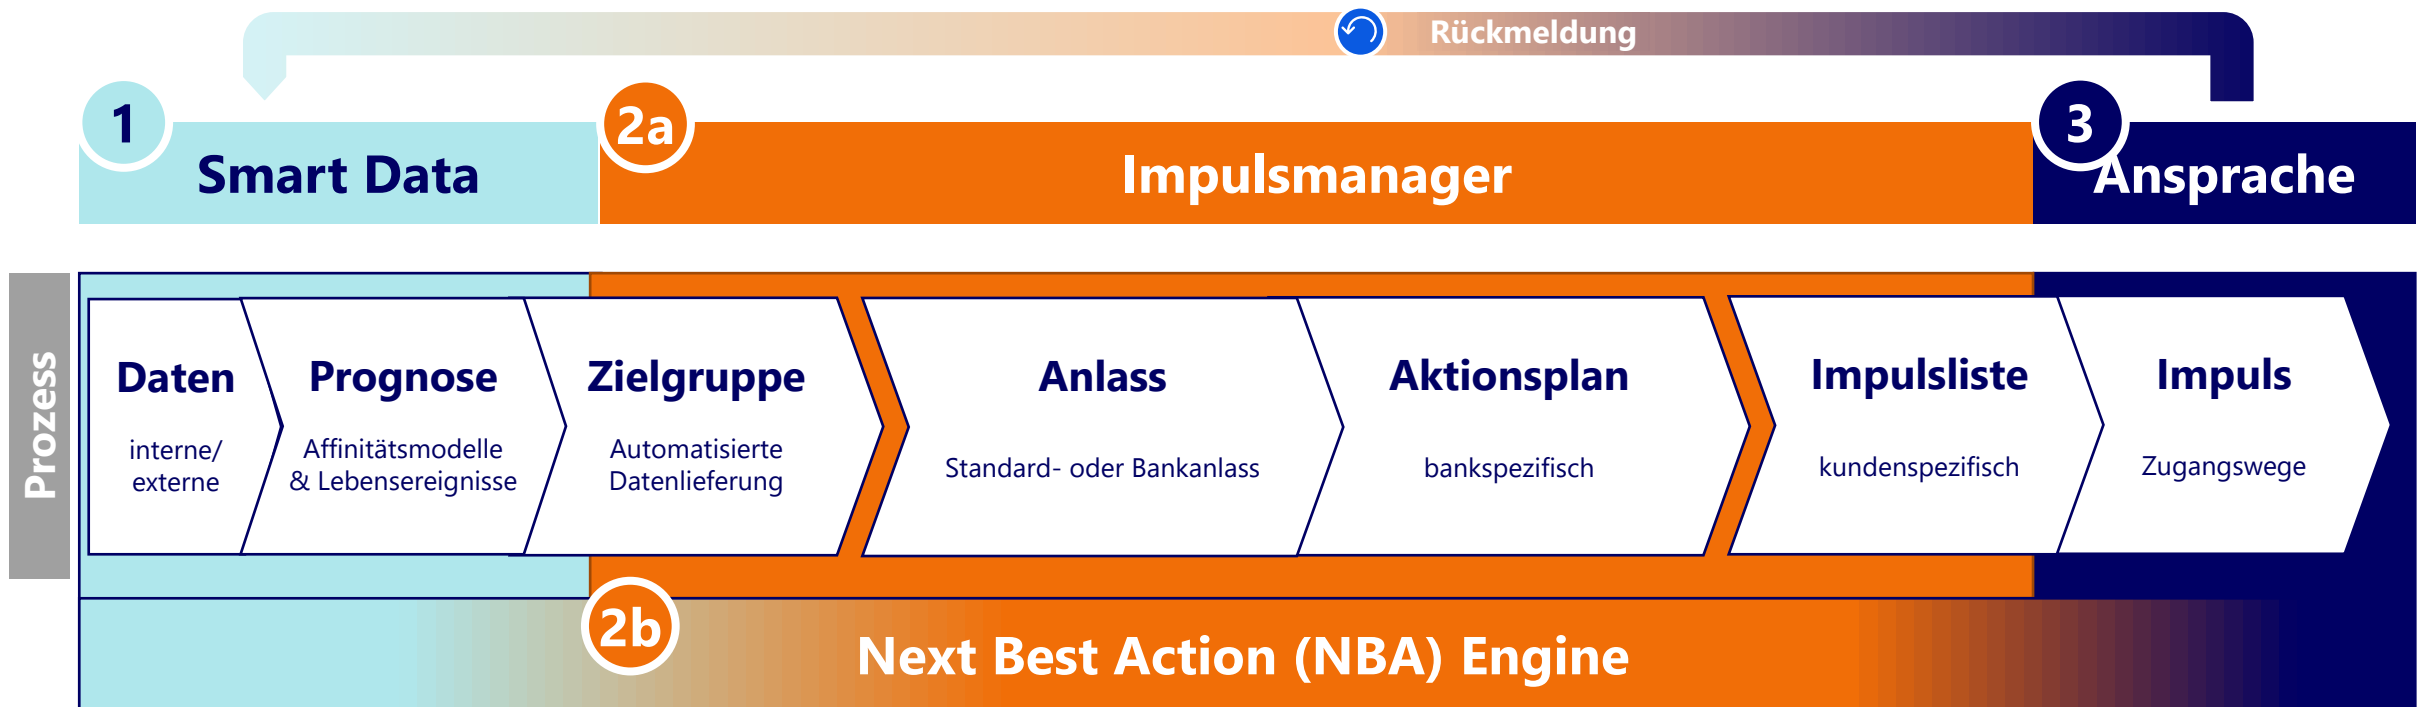 Rückmeldung
1
2a
3
Smart Data
Impulsmanager
Ansprache
Prozess
Daten
interne/
externe
Prognose
Affinitätsmodelle
& Lebensereignisse
Zielgruppe
Automatisierte
Datenlieferung
Anlass
Standard- oder Bankanlass
Aktionsplan
bankspezifisch
Impulsliste
kundenspezifisch
Impuls
Zugangswege
2b
Next Best Action (NBA) Engine